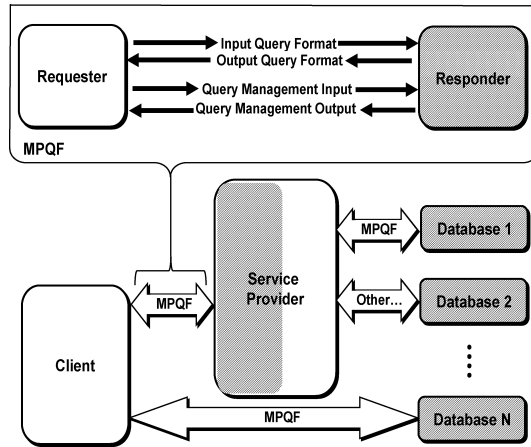 Input Query Format
Output Query Format
Requester
Responder
Query Management Input
Query Management Output
MPQF
MPQF
Database 1
Service
Provider
MPQF
Other...
Database 2
Client
MPQF
Database N